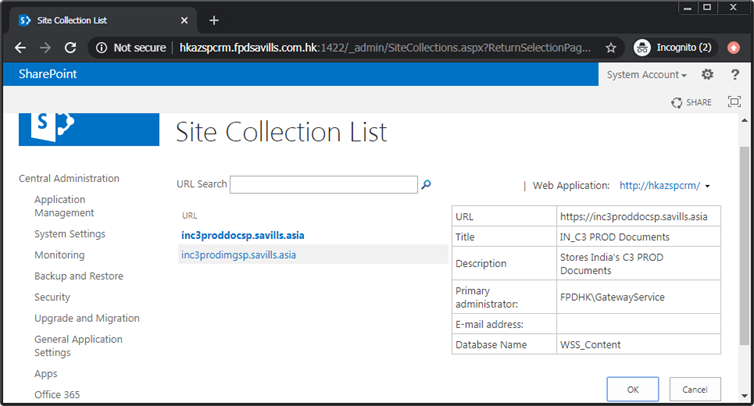 Site Collection List
Not secure | hkazspcrm.fpdsavills.com.hk:1422/_admin/SiteCollections.aspx?ReturnSelectionPag...
Incognito (2)
SharePoint
System Account
?
SHARE
S
Site Collection List
Central Administration
Application
Management
System Settings
Monitoring
Backup and Restore
Security
Upgrade and Migration
General Application
Settings
Apps
Office 365
URL Search
| Web Application: http://hkazspcrm/
URL
inc3proddocsp.savills.asia
inc3prodimgsp.savills.asia
URL https://inc3proddocsp.savills.asia
Title IN_C3 PROD Documents
Description Stores India's C3 PROD
Documents
Primary
administrator: FPDHK\GatewayService
E-mail address:
Database Name WSS_Content
OK Cancel